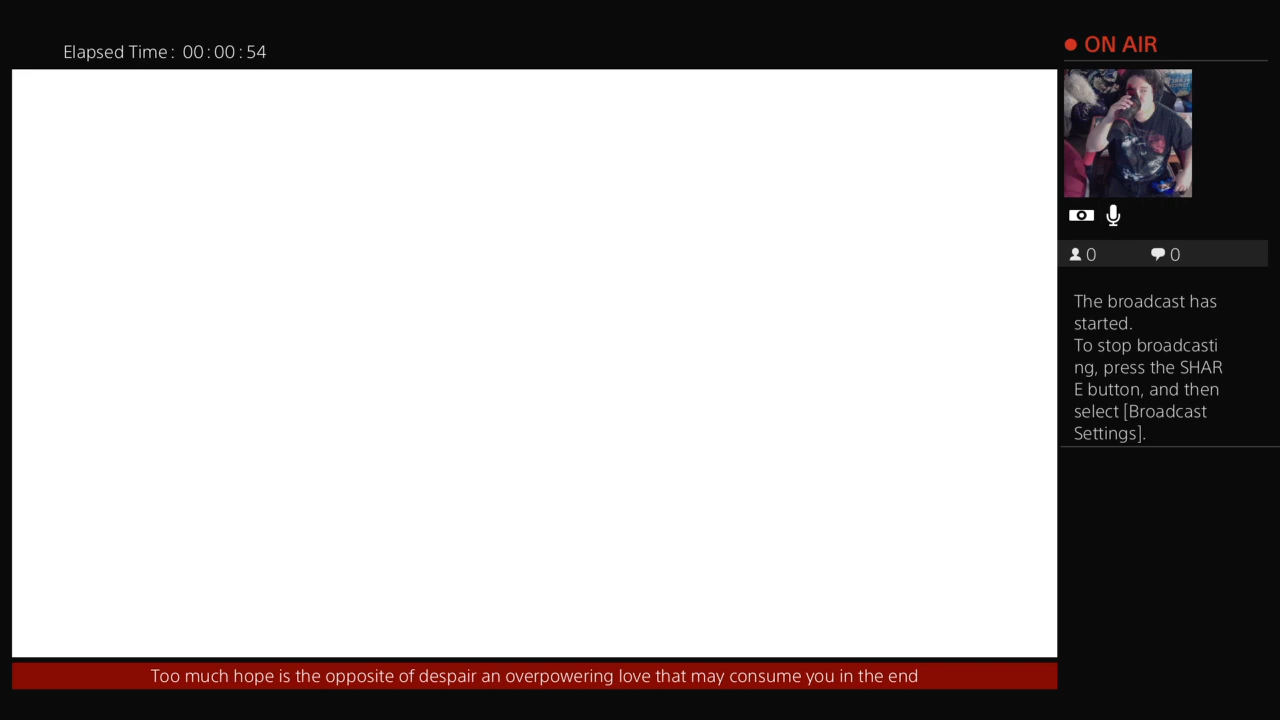 Elapsed Time: 00:00:54
ON AIR
0 0
The broadcast has
started.
To stop broadcasti
ng, press the SHAR
E button, and then
select [Broadcast
Settings].
Too much hope is the opposite of despair an overpowering love that may consume you in the end